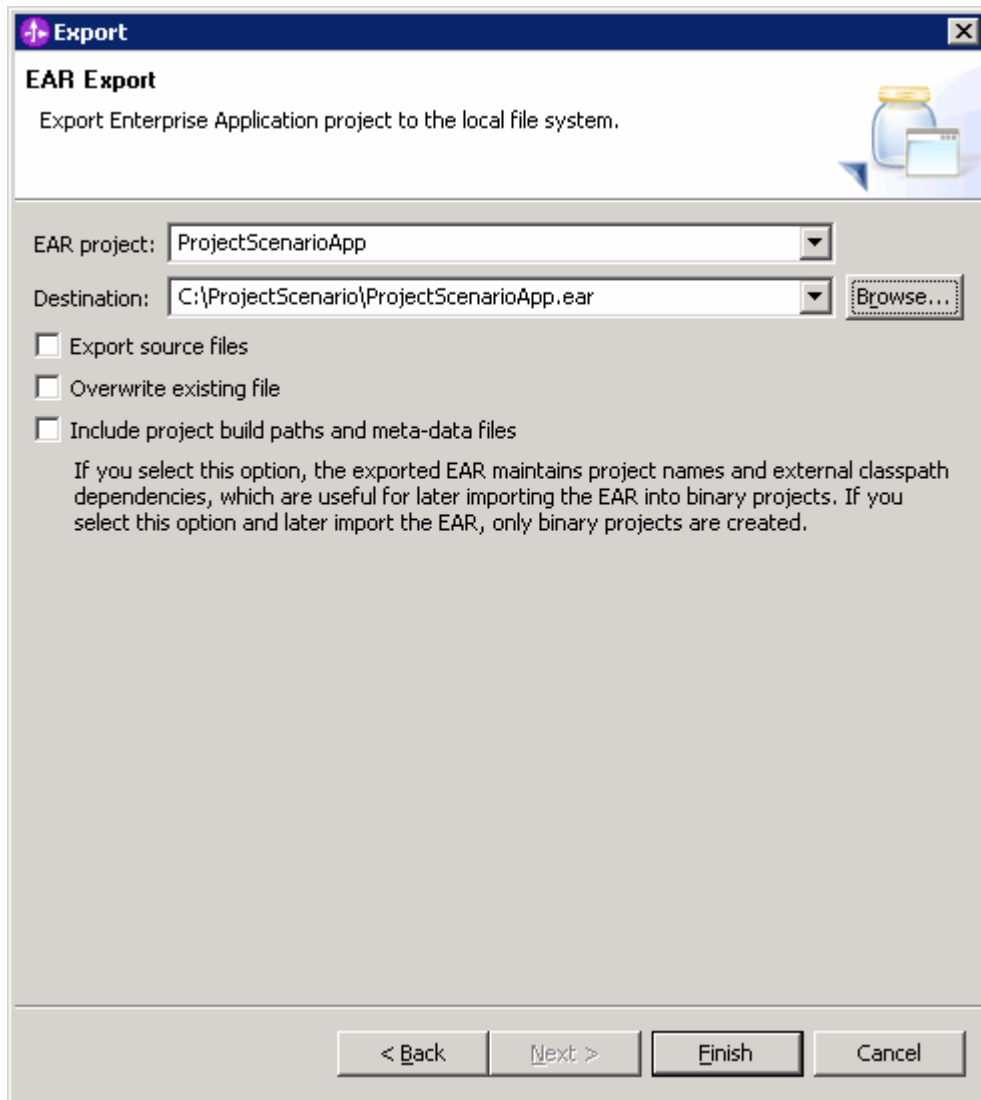 Export
EAR Export
Export Enterprise Application project to the local file system.
EAR project: ProjectScenarioApp
Destination: C:\ProjectScenario\ProjectScenarioApp.ear Browse...
Export source files
Overwrite existing file
Include project build paths and meta-data files
If you select this option, the exported EAR maintains project names and external classpath
dependencies, which are useful for later importing the EAR into binary projects. If you
select this option and later import the EAR, only binary projects are created.
< Back Next > Finish Cancel